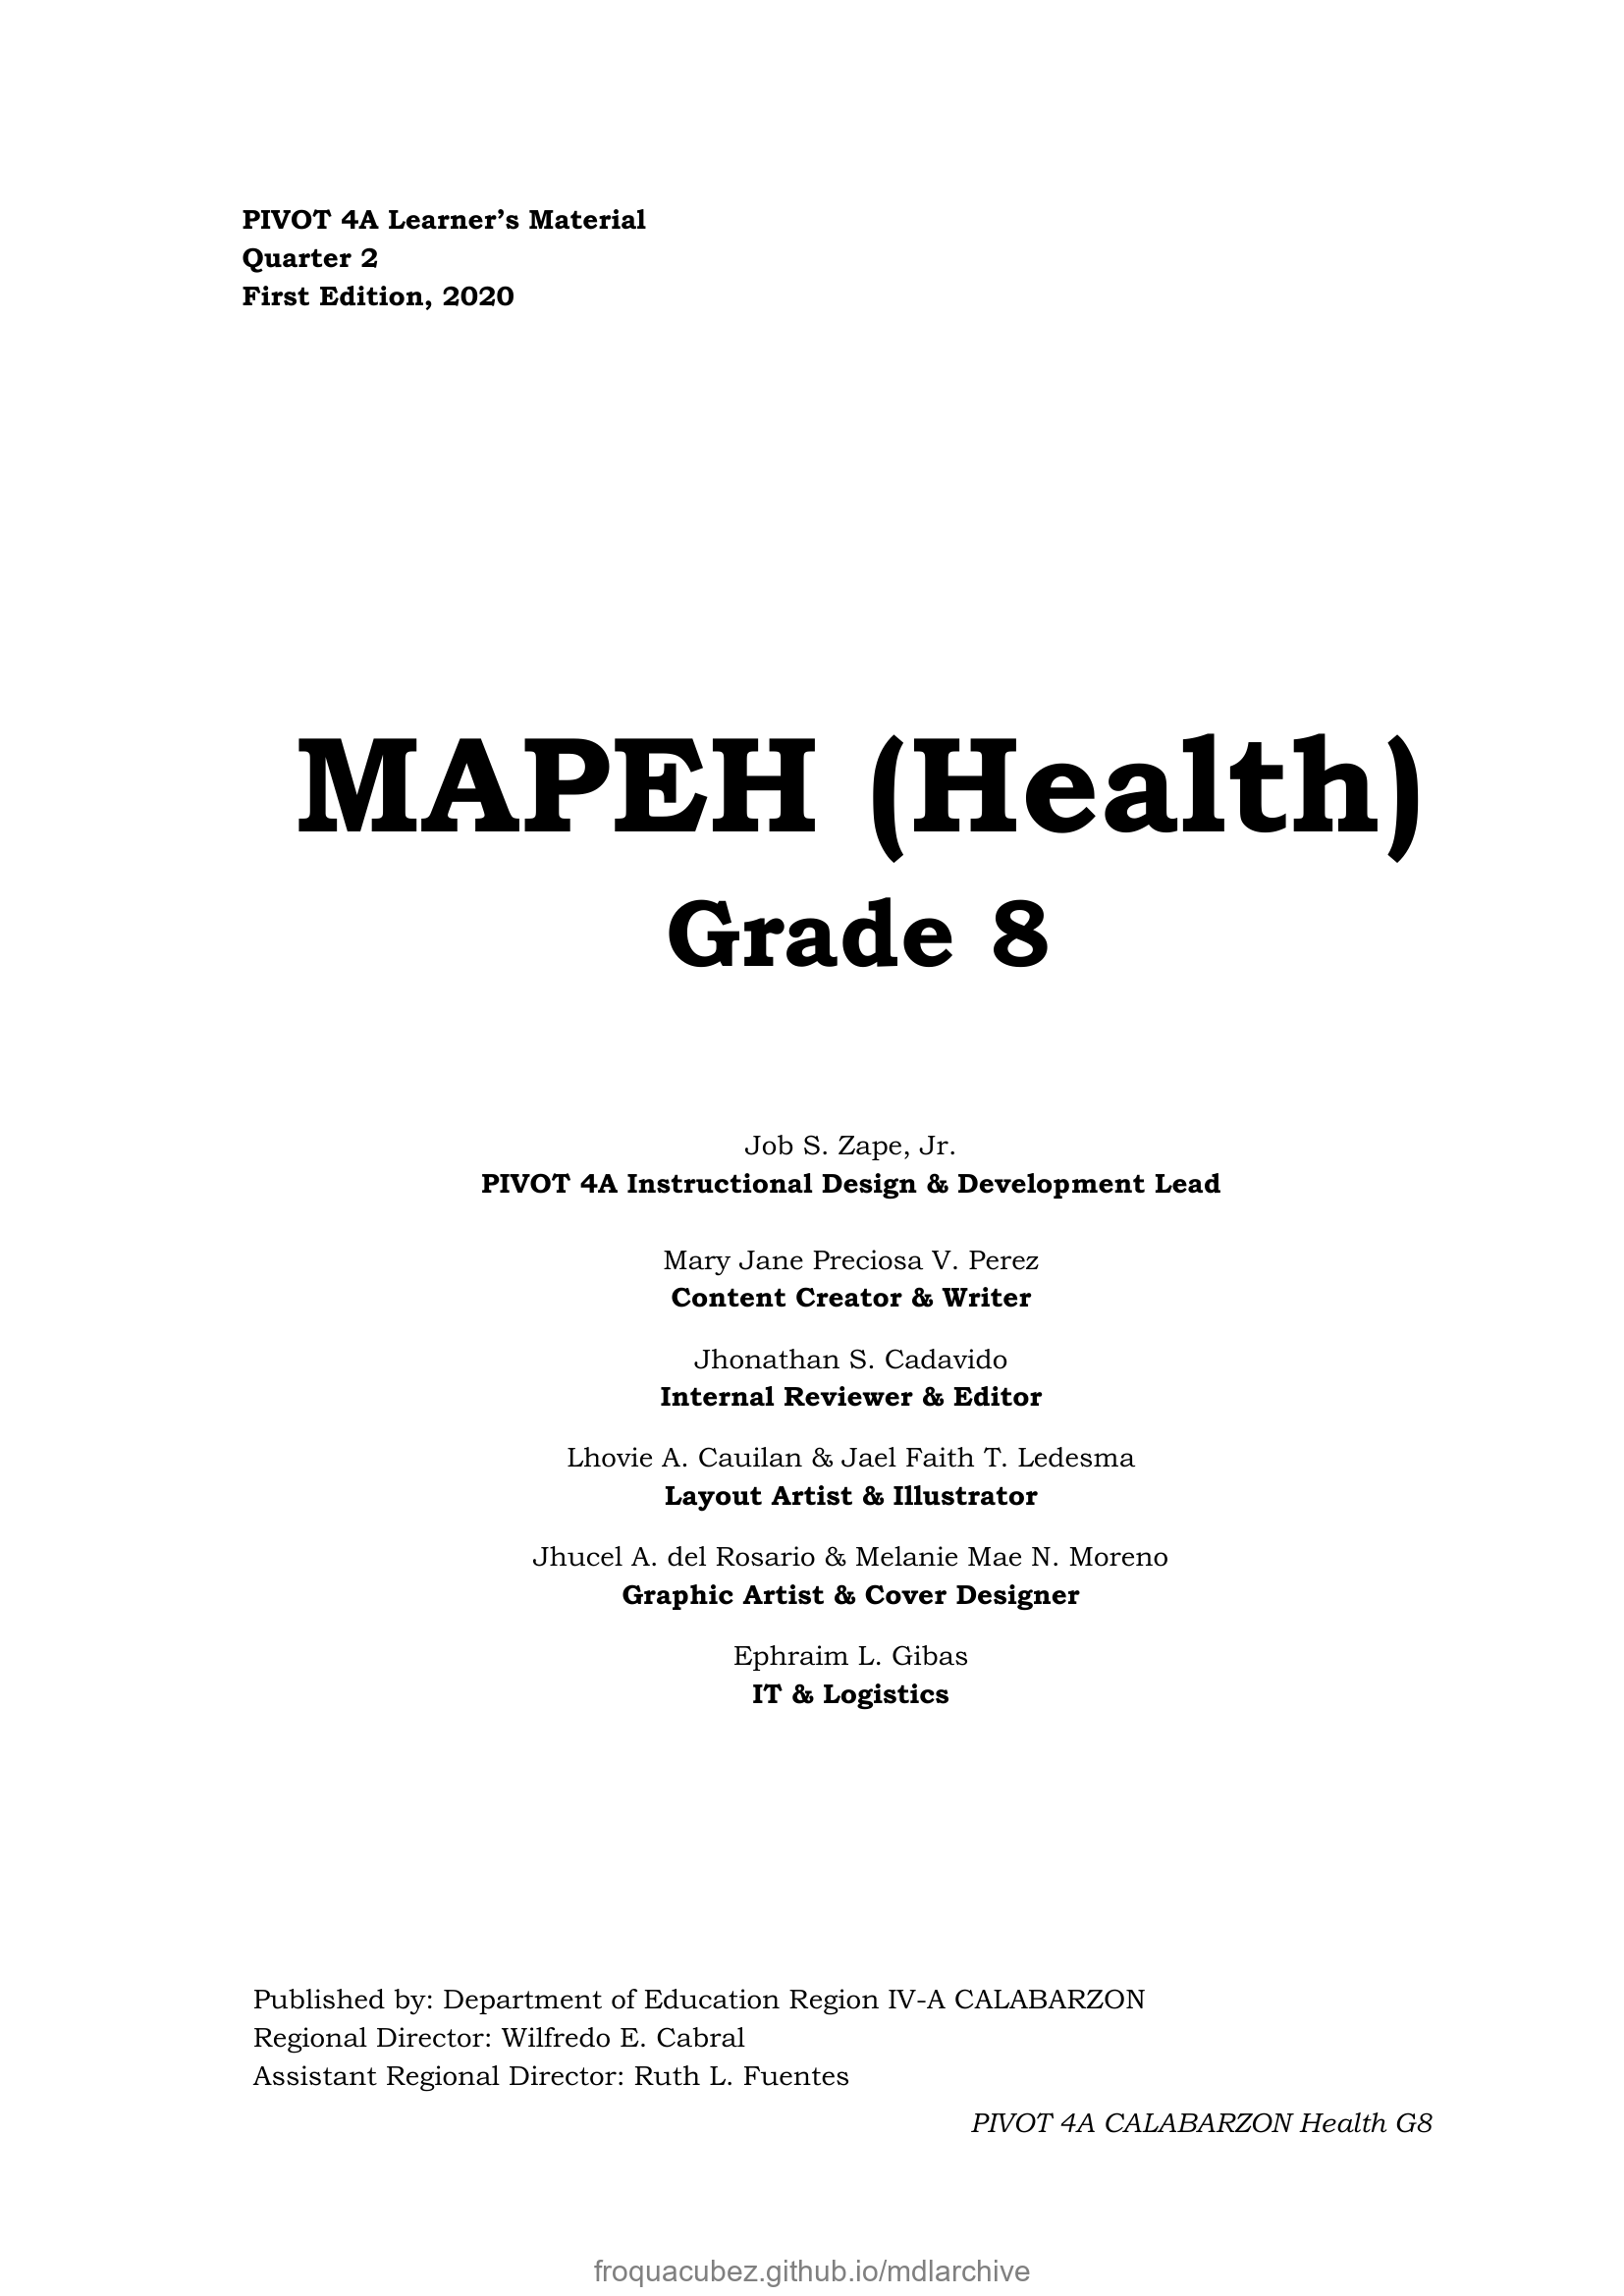 PIVOT 4A Learner’s Material
Quarter 2
First Edition, 2020
MAPEH (Health)
Grade 8
Job S. Zape, Jr.
PIVOT 4A Instructional Design & Development Lead
Mary Jane Preciosa V. Perez
Content Creator & Writer
Jhonathan S. Cadavido
Internal Reviewer & Editor
Lhovie A. Cauilan & Jael Faith T. Ledesma
Layout Artist & Illustrator
Jhucel A. del Rosario & Melanie Mae N. Moreno
Graphic Artist & Cover Designer
Ephraim L. Gibas
IT & Logistics
Published by: Department of Education Region IV-A CALABARZON
Regional Director: Wilfredo E. Cabral
Assistant Regional Director: Ruth L. Fuentes
PIVOT 4A CALABARZON Health G8
froquacubez.github.io/mdlarchive